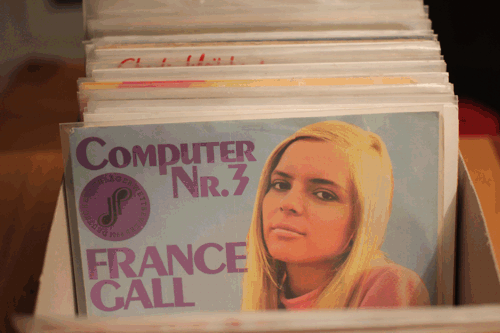 COMPUTER
NR. 3
FRANCE
GALL